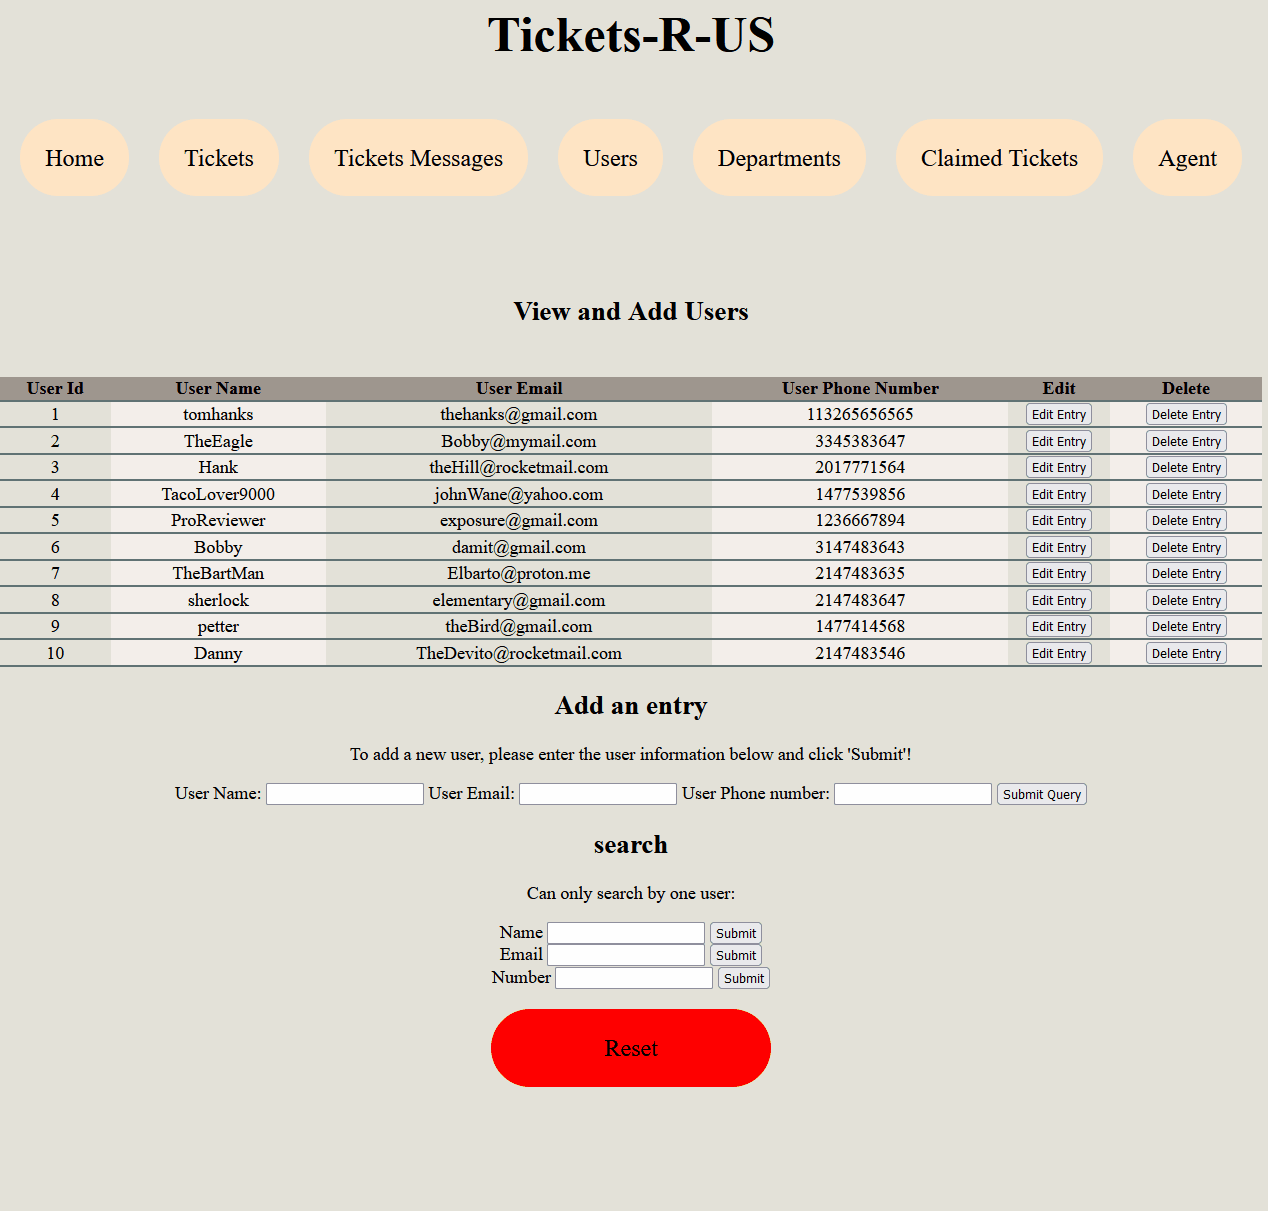 Tickets-R-US
Home Tickets Tickets Messages Users Departments Claimed Tickets Agent
View and Add Users
User Id User Name User Email User Phone Number Edit Delete
1 tomhanks thehanks@gmail.com 113265656565 Edit Entry Delete Entry
2 TheEagle Bobby@mymail.com 3345383647 Edit Entry Delete Entry
3 Hank theHill@rocketmail.com 2017771564 Edit Entry Delete Entry
4 TacoLover9000 johnWane@yahoo.com 1477539856 Edit Entry Delete Entry
5 ProReviewer exposure@gmail.com 1236667894 Edit Entry Delete Entry
6 Bobby damit@gmail.com 3147483643 Edit Entry Delete Entry
7 TheBartMan Elbarto@proton.me 2147483635 Edit Entry Delete Entry
8 sherlock elementary@gmail.com 2147483647 Edit Entry Delete Entry
9 petter theBird@gmail.com 1477414568 Edit Entry Delete Entry
10 Danny TheDevito@rocketmail.com 2147483546 Edit Entry Delete Entry
Add an entry
To add a new user, please enter the user information below and click 'Submit'!
User Name: User Email: User Phone number: Submit Query
search
Can only search by one user:
Name Submit
Email Submit
Number Submit
Reset